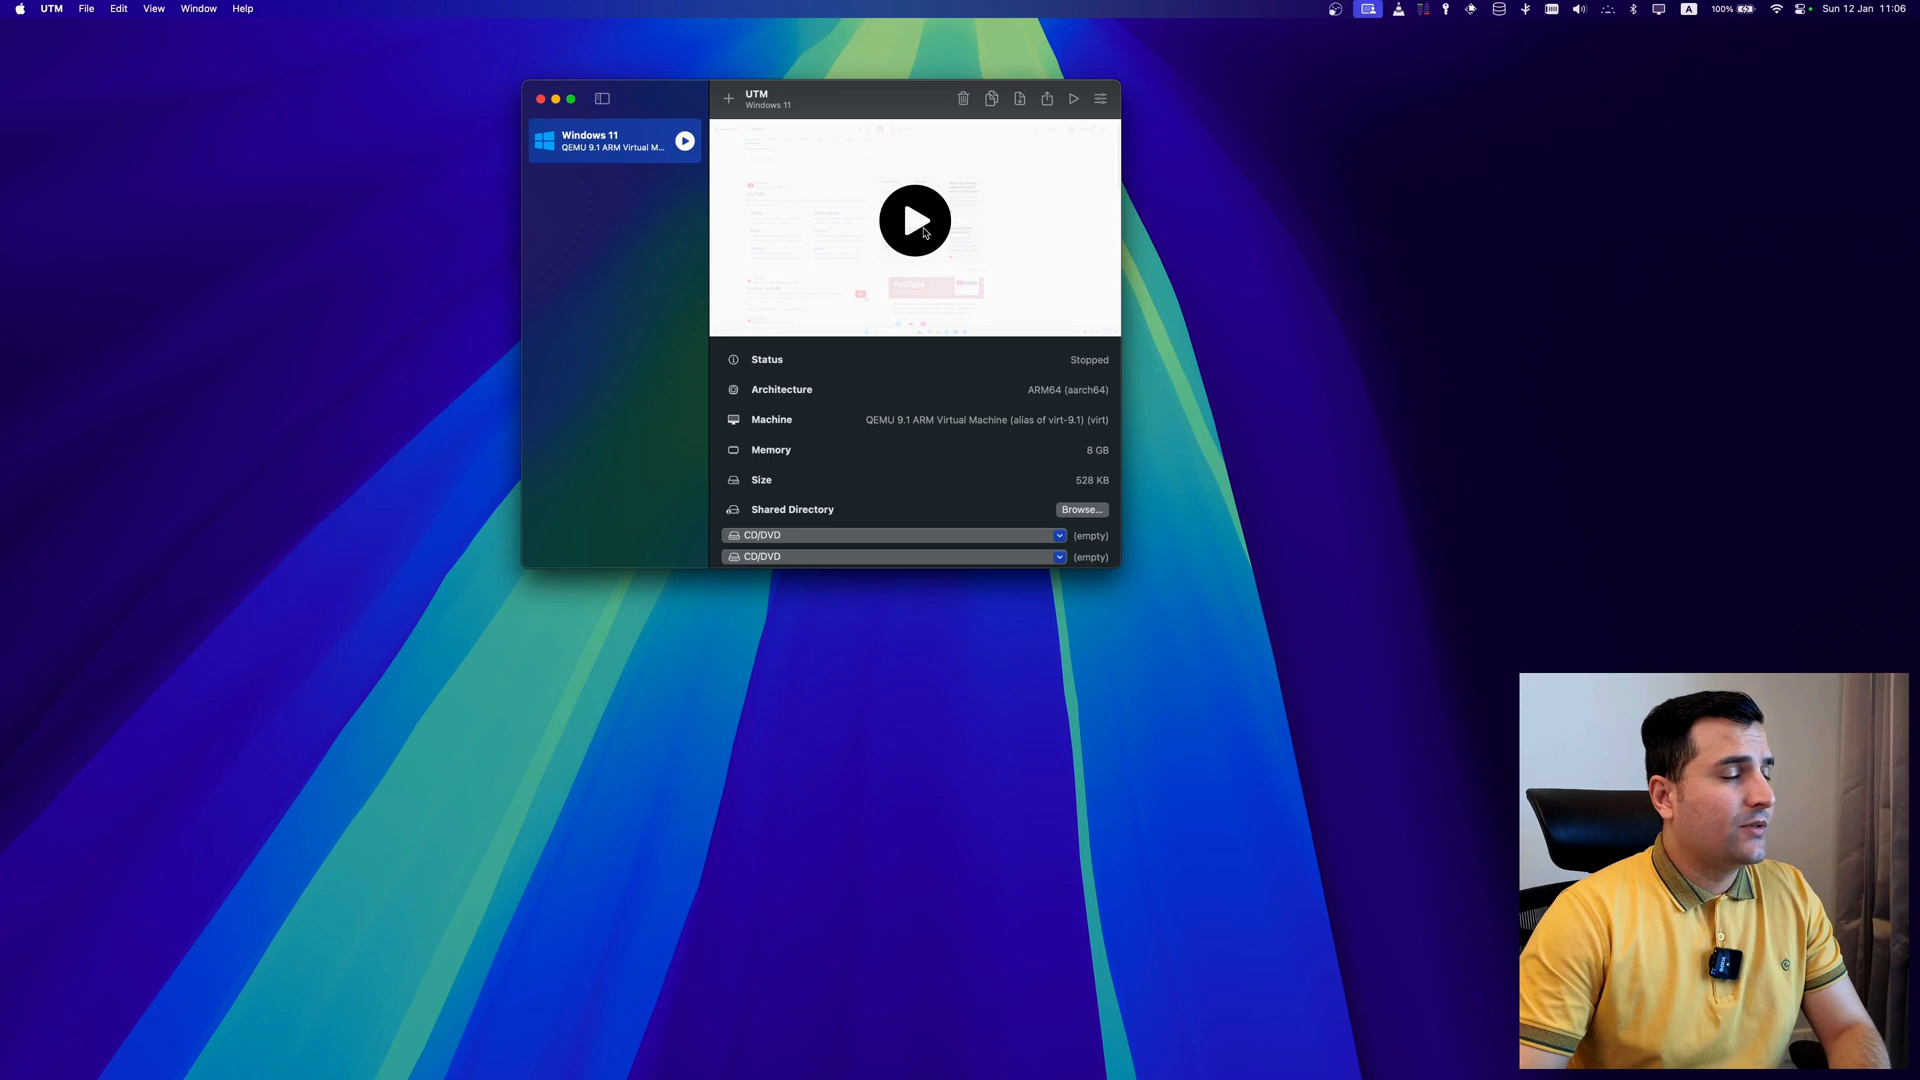 UTM File Edit View Window Help
A 100% Sun 12 Jan 11:06
UTM
Windows 11
Windows 11
QEMU 9.1 ARM Virtual M...
YouTube
Status Stopped
Architecture ARM64 (aarch64)
Machine QEMU 9.1 ARM Virtual Machine (alias of virt-9.1) (virt)
Memory 8 GB
Size 528 KB
Shared Directory Browse...
CD/DVD (empty)
CD/DVD (empty)